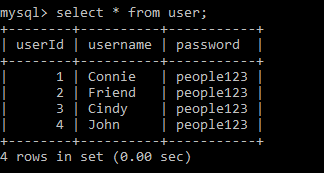 mysql> select * from user;
+--------+----------+-----------+
| userId | username | password  |
+--------+----------+-----------+
|      1 | Connie   | people123 |
|      2 | Friend   | people123 |
|      3 | Cindy    | people123 |
|      4 | John     | people123 |
+--------+----------+-----------+
4 rows in set (0.00 sec)